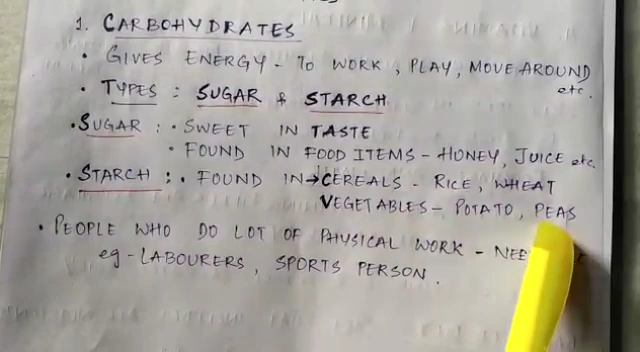 1. CARBOHYDRATES
• GIVES ENERGY - TO WORK, PLAY, MOVE AROUND etc.
• TYPES : SUGAR & STARCH
• SUGAR : • SWEET IN TASTE
• FOUND IN FOOD ITEMS - HONEY, JUICE etc.
• STARCH : • FOUND IN → CEREALS - RICE, WHEAT
VEGETABLES - POTATO, PEAS
• PEOPLE WHO DO LOT OF PHYSICAL WORK -
eg - LABOURERS, SPORTS PERSON.